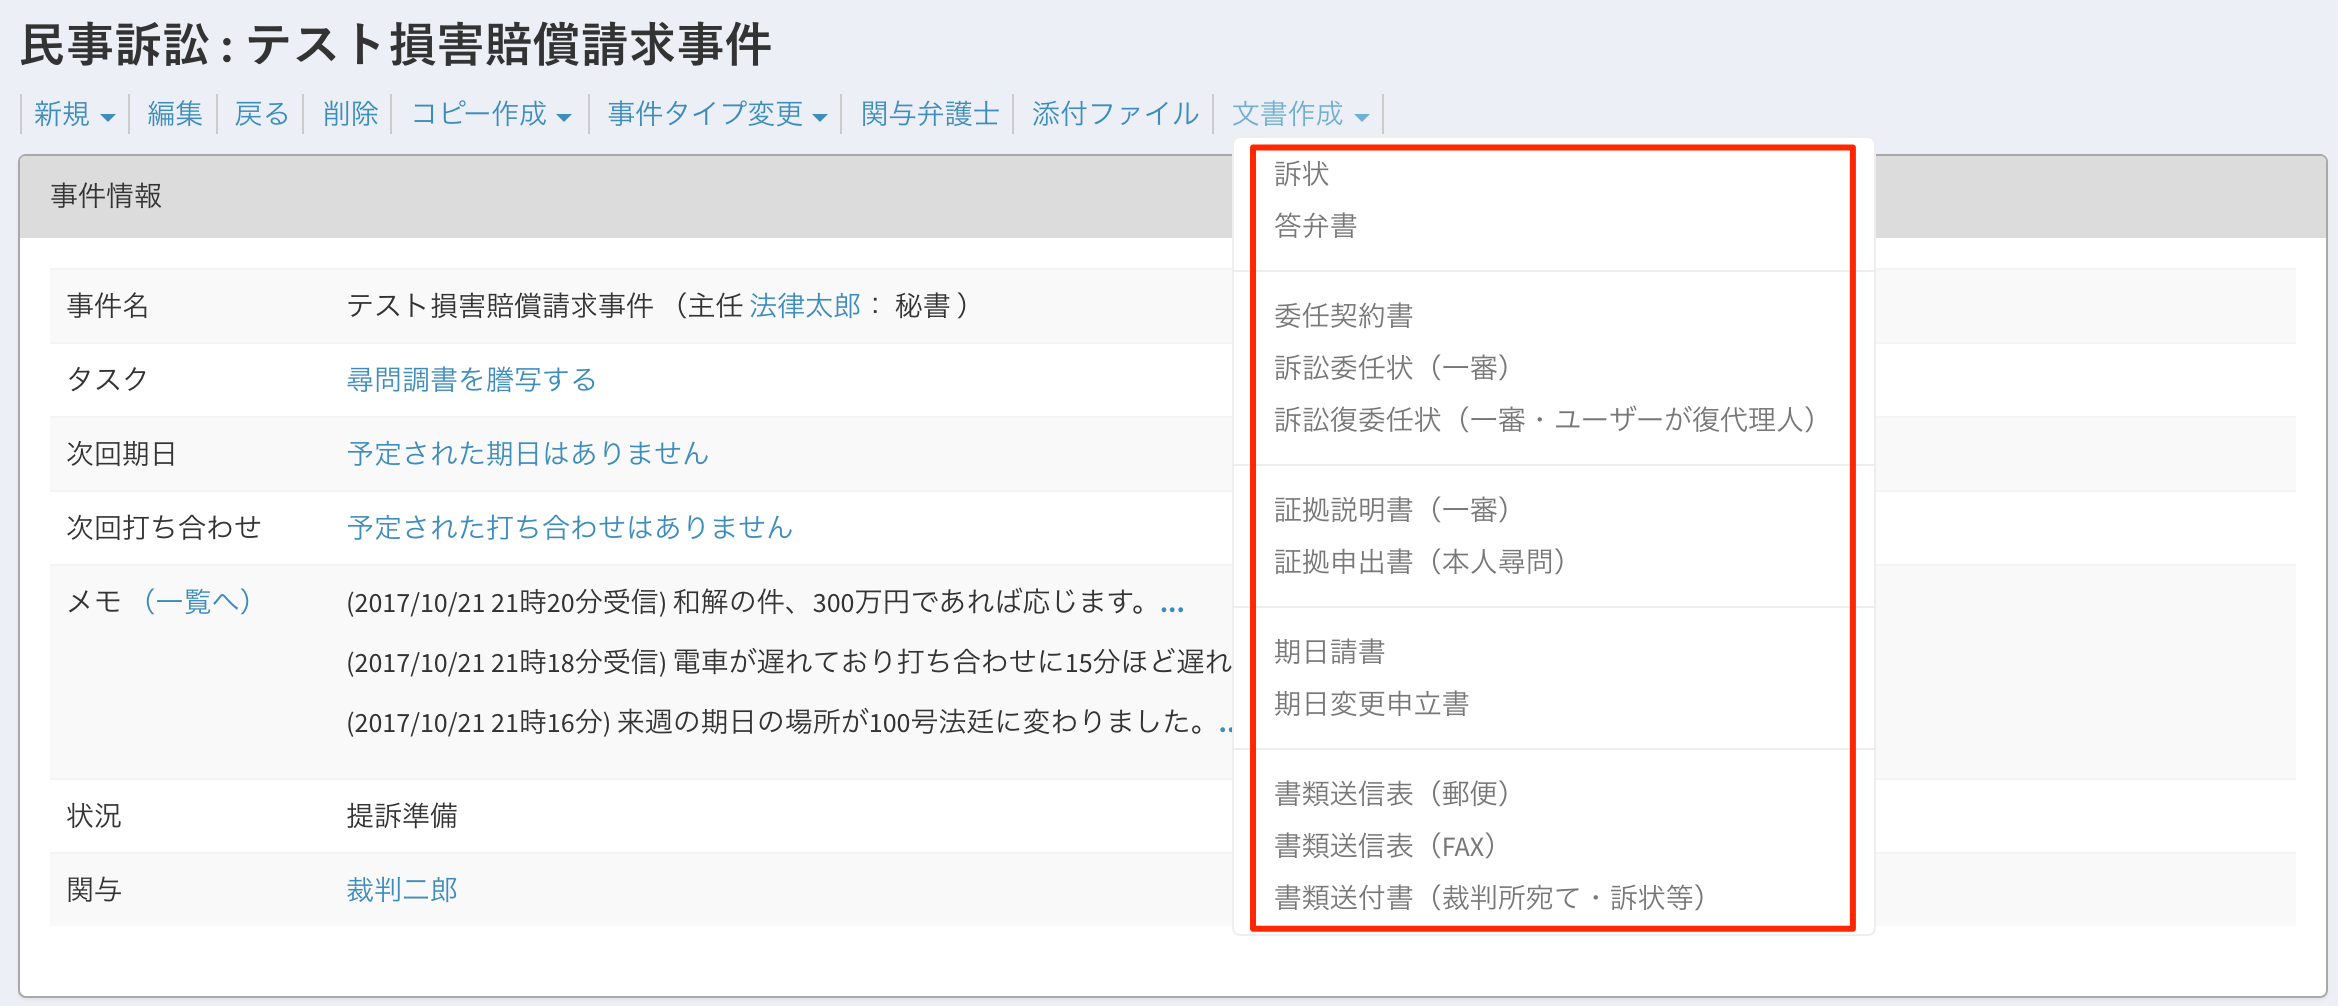 民事訴訟 : テスト損害賠償請求事件
新規 編集 戻る 削除 コピー作成 事件タイプ変更 関与弁護士 添付ファイル 文書作成
訴状
答弁書
委任契約書
訴訟委任状（一審）
訴訟復委任状（一審・ユーザーが復代理人）
証拠説明書（一審）
証拠申出書（本人尋問）
期日請書
期日変更申立書
書類送信表（郵便）
書類送信表（FAX）
書類送付書（裁判所宛て・訴状等）
事件情報
事件名 テスト損害賠償請求事件 （主任 法律太郎： 秘書 ）
タスク 尋問調書を謄写する
次回期日 予定された期日はありません
次回打ち合わせ 予定された打ち合わせはありません
メモ （一覧へ） (2017/10/21 21時20分受信) 和解の件、300万円であれば応じます。...
(2017/10/21 21時18分受信) 電車が遅れており打ち合わせに15分ほど遅れ
(2017/10/21 21時16分) 来週の期日の場所が100号法廷に変わりました。..
状況 提訴準備
関与 裁判二郎